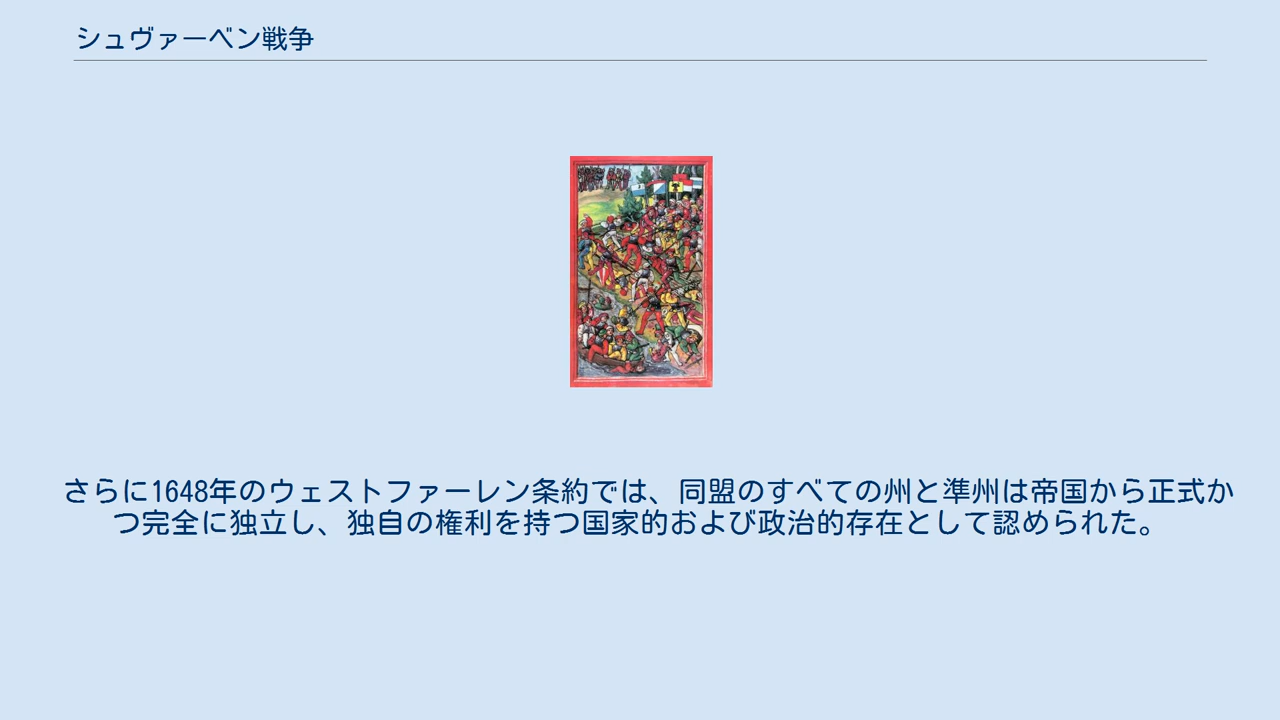 シュヴァーベン戦争
さらに1648年のウェストファーレン条約では、同盟のすべての州と準州は帝国から正式か
つ完全に独立し、独自の権利を持つ国家的および政治的存在として認められた。